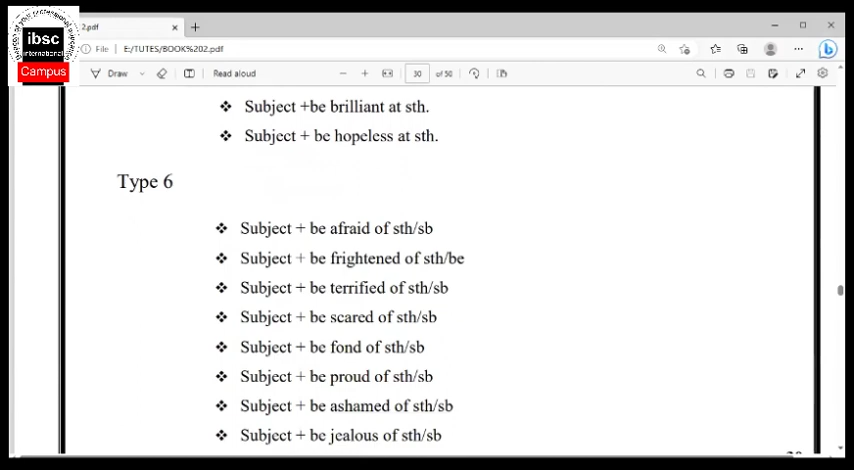 2.pdf
ibsc
international
Campus
File E:/TUTES/BOOK%202.pdf
Draw Read aloud 30 of 50
❖ Subject +be brilliant at sth.
❖ Subject + be hopeless at sth.
Type 6
❖ Subject + be afraid of sth/sb
❖ Subject + be frightened of sth/be
❖ Subject + be terrified of sth/sb
❖ Subject + be scared of sth/sb
❖ Subject + be fond of sth/sb
❖ Subject + be proud of sth/sb
❖ Subject + be ashamed of sth/sb
❖ Subject + be jealous of sth/sb